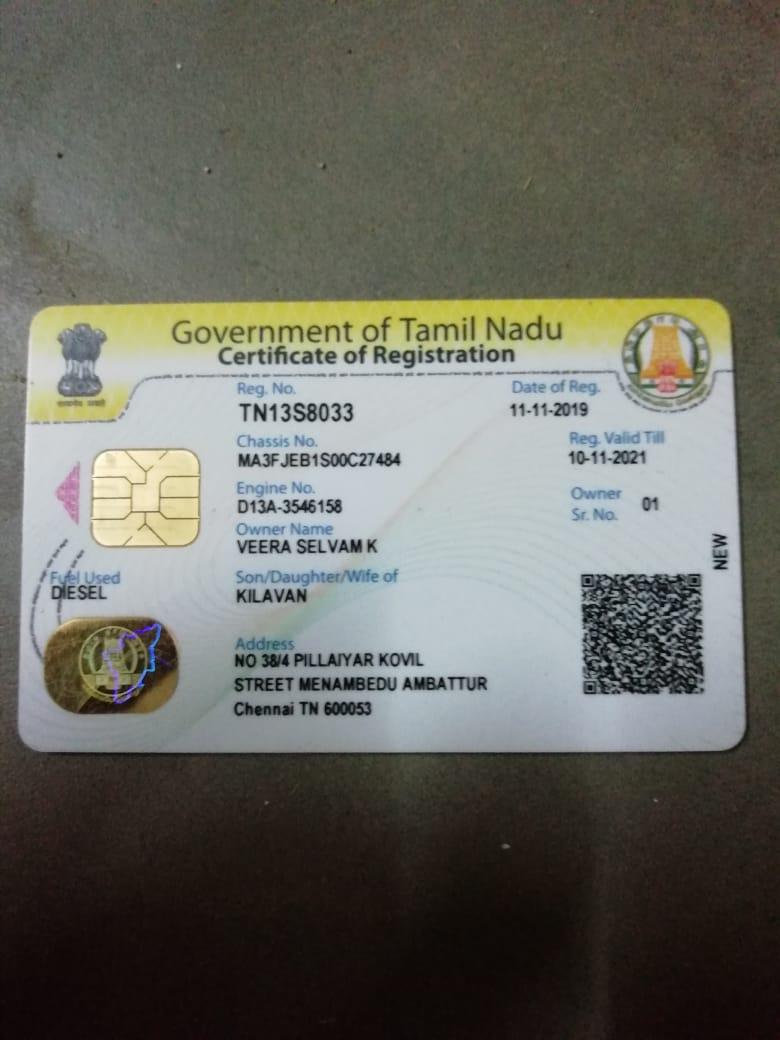 Government of Tamil Nadu
Certificate of Registration
Reg. No.
TN13S8033
Date of Reg.
11-11-2019
Chassis No.
MA3FJEB1S00C27484
Reg. Valid Till
10-11-2021
Engine No.
D13A-3546158
Owner
Sr. No.
01
Owner Name
VEERA SELVAM K
NEW
Fuel Used
DIESEL
Son/Daughter/Wife of
KILAVAN
Address
NO 38/4 PILLAIYAR KOVIL
STREET MENAMBEDU AMBATTUR
Chennai TN 600053